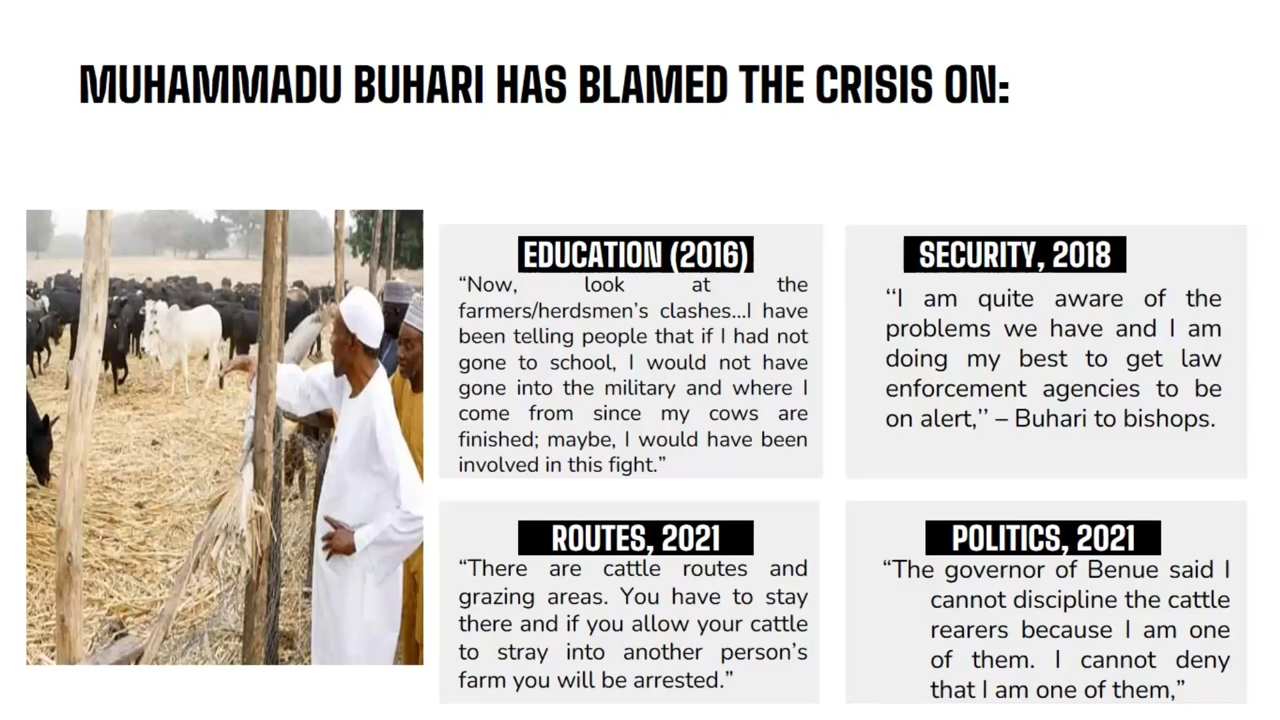 MUHAMMADU BUHARI HAS BLAMED THE CRISIS ON:
EDUCATION (2016)
“Now, look at the
farmers/herdsmen’s clashes...I have
been telling people that if I had not
gone to school, I would not have
gone into the military and where I
come from since my cows are
finished; maybe, I would have been
involved in this fight.”
SECURITY, 2018
‘‘I am quite aware of the
problems we have and I am
doing my best to get law
enforcement agencies to be
on alert,’’ – Buhari to bishops.
ROUTES, 2021
“There are cattle routes and
grazing areas. You have to stay
there and if you allow your cattle
to stray into another person’s
farm you will be arrested.”
POLITICS, 2021
“The governor of Benue said I
cannot discipline the cattle
rearers because I am one
of them. I cannot deny
that I am one of them,”